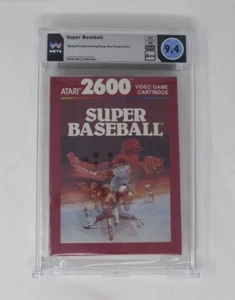 Super Baseball
WATA
9.4
A++
ATARI 2600 VIDEO GAME
CARTRIDGE
SUPER
BASEBALL